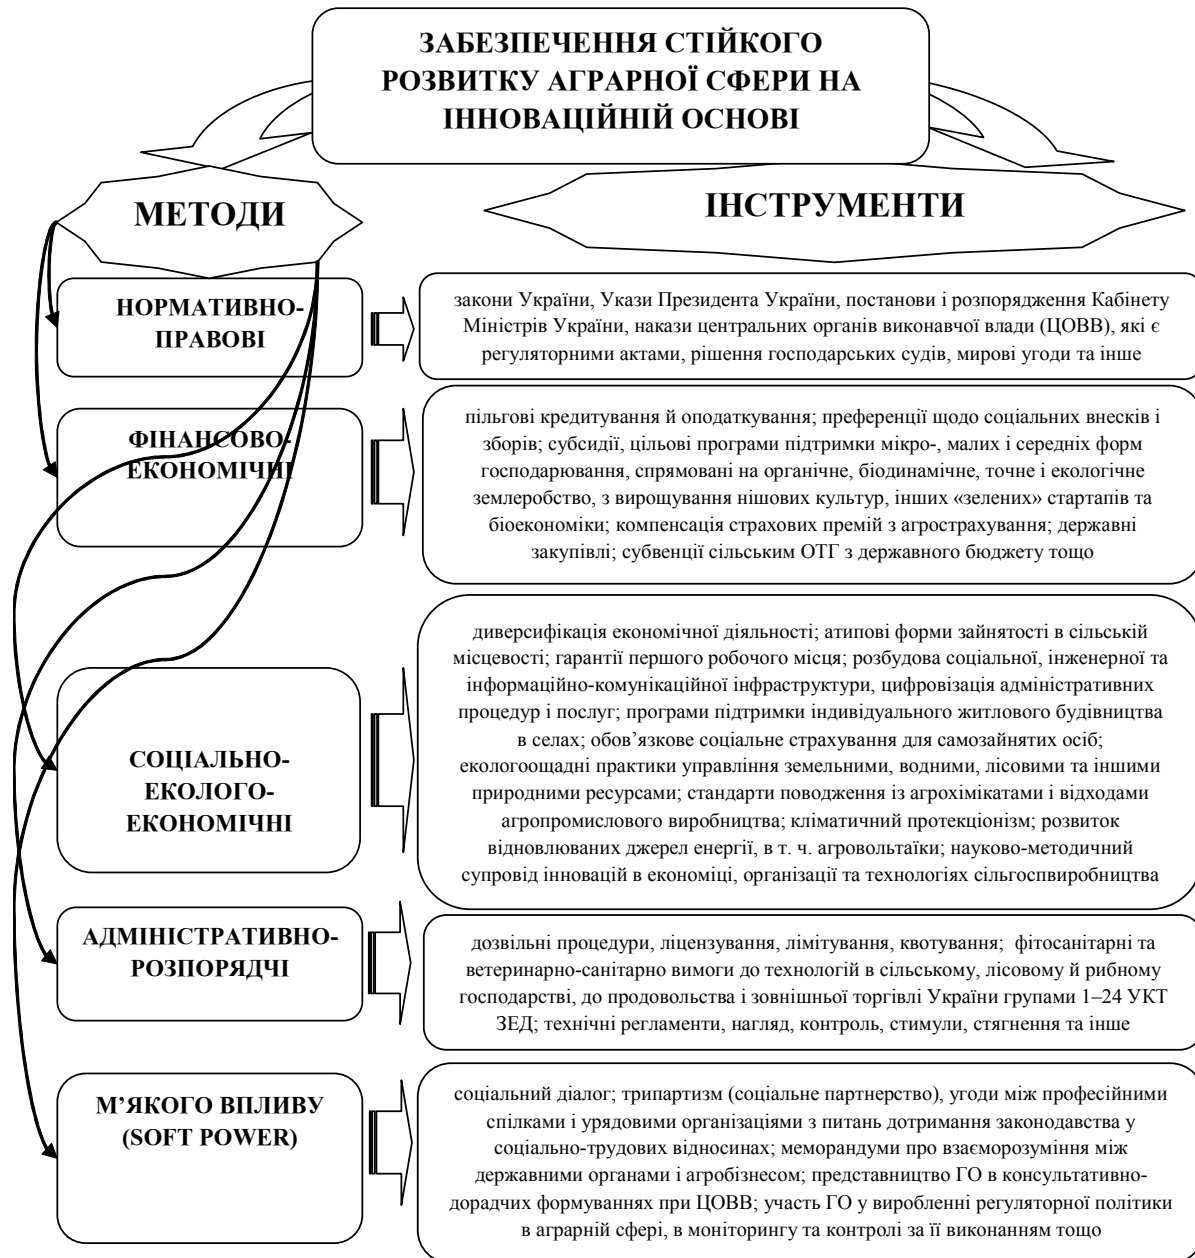 ЗАБЕЗПЕЧЕННЯ СТІЙКОГО
РОЗВИТКУ АГРАРНОЇ СФЕРИ НА
ІННОВАЦІЙНІЙ ОСНОВІ
МЕТОДИ
ІНСТРУМЕНТИ
НОРМАТИВНО-
ПРАВОВІ
закони України, Укази Президента України, постанови і розпорядження Кабінету
Міністрів України, накази центральних органів виконавчої влади (ЦОВВ), які є
регуляторними актами, рішення господарських судів, мирові угоди та інше
ФІНАНСОВО-
ЕКОНОМІЧНІ
пільгові кредитування й оподаткування; преференції щодо соціальних внесків і
зборів; субсидії, цільові програми підтримки мікро-, малих і середніх форм
господарювання, спрямовані на органічне, біодинамічне, точне і екологічне
землеробство, з вирощування нішових культур, інших «зелених» стартапів та
біоекономіки; компенсація страхових премій з агрострахування; державні
закупівлі; субвенції сільським ОТГ з державного бюджету тощо
СОЦІАЛЬНО-
ЕКОЛОГО-
ЕКОНОМІЧНІ
диверсифікація економічної діяльності; атипові форми зайнятості в сільській
місцевості; гарантії першого робочого місця; розбудова соціальної, інженерної та
інформаційно-комунікаційної інфраструктури, цифровізація адміністративних
процедур і послуг; програми підтримки індивідуального житлового будівництва
в селах; обов’язкове соціальне страхування для самозайнятих осіб;
екологоощадні практики управління земельними, водними, лісовими та іншими
природними ресурсами; стандарти поводження із агрохімікатами і відходами
агропромислового виробництва; кліматичний протекціонізм; розвиток
відновлюваних джерел енергії, в т. ч. агровольтаїки; науково-методичний
супровід інновацій в економіці, організації та технологіях сільгоспвиробництва
АДМІНІСТРАТИВНО-
РОЗПОРЯДЧІ
дозвільні процедури, ліцензування, лімітування, квотування; фітосанітарні та
ветеринарно-санітарно вимоги до технологій в сільському, лісовому й рибному
господарстві, до продовольства і зовнішньої торгівлі України групами 1–24 УКТ
ЗЕД; технічні регламенти, нагляд, контроль, стимули, стягнення та інше
М’ЯКОГО ВПЛИВУ
(SOFT POWER)
соціальний діалог; трипартизм (соціальне партнерство), угоди між професійними
спілками і урядовими організаціями з питань дотримання законодавства у
соціально-трудових відносинах; меморандуми про взаєморозуміння між
державними органами і агробізнесом; представництво ГО в консультативно-
дорадчих формуваннях при ЦОВВ; участь ГО у виробленні регуляторної політики
в аграрній сфері, в моніторингу та контролі за її виконанням тощо